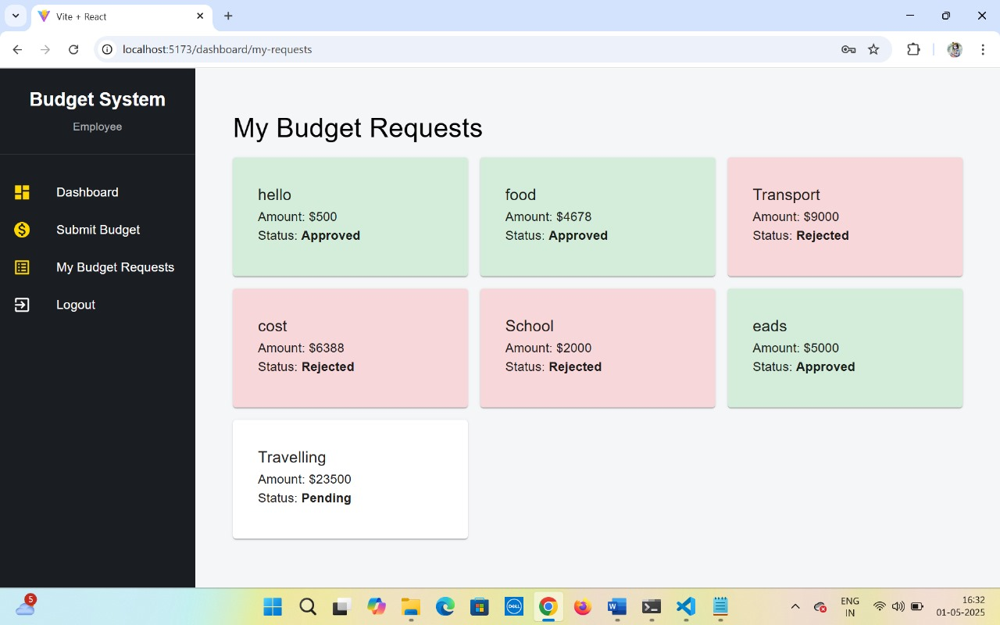 Vite + React
localhost:5173/dashboard/my-requests
Budget System
Employee
Dashboard
Submit Budget
My Budget Requests
Logout
My Budget Requests
hello
Amount: $500
Status: Approved
food
Amount: $4678
Status: Approved
Transport
Amount: $9000
Status: Rejected
cost
Amount: $6388
Status: Rejected
School
Amount: $2000
Status: Rejected
eads
Amount: $5000
Status: Approved
Travelling
Amount: $23500
Status: Pending
5
DELL
ENG
IN
16:32
01-05-2025